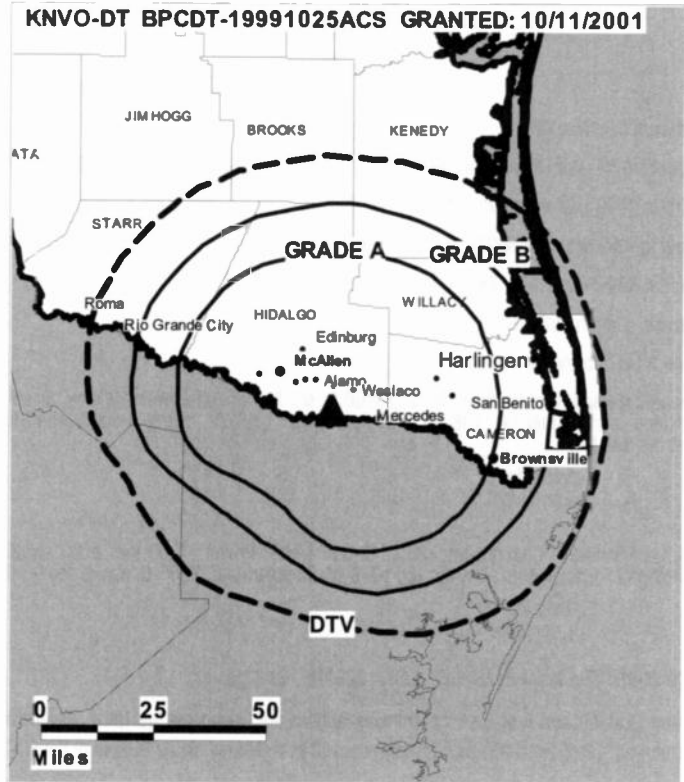 KNVO-DT BPCDT-19991025ACS GRANTED: 10/11/2001
JIM HOGG
BROOKS
KENEDY
ATA
STARR
GRADE A
GRADE B
HIDALGO
WILLACY
Roma
Rio Grande City
Edinburg
McAllen
Harlingen
Alamo
Weslaco
San Benito
Mercedes
CAMERON
Brownsville
DTV
0 25 50
Miles